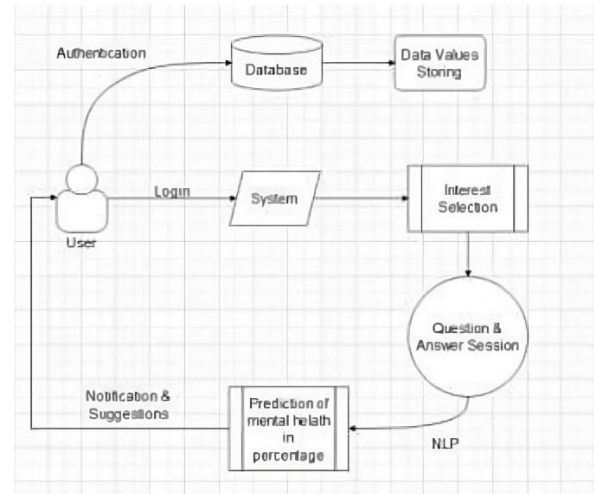 Authentication
Database
Data Values
Storing
Login
System
Interest
Selection
User
Question &
Answer Session
Notification &
Suggestions
Prediction of
mental helath
in
percentage
NLP